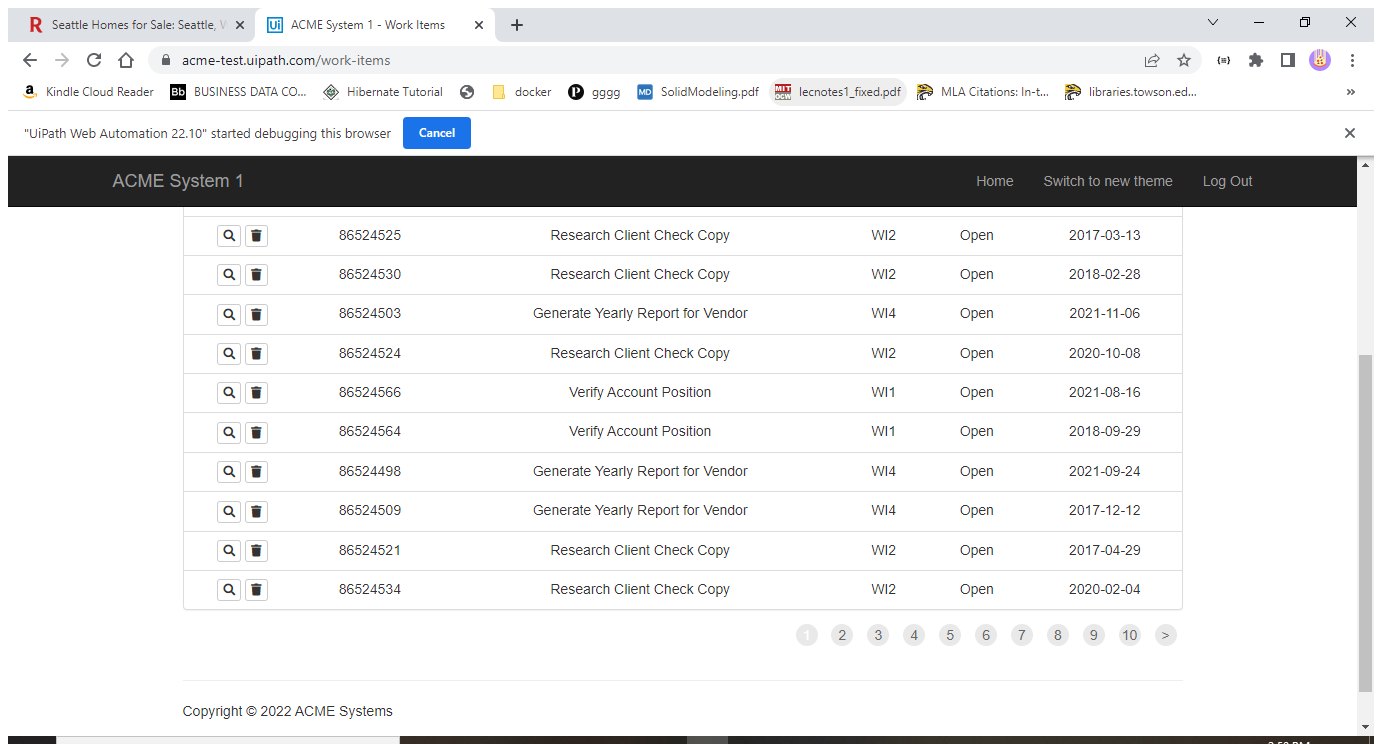 Seattle Homes for Sale: Seattle, ACME System 1 - Work Items
acme-test.uipath.com/work-items
Kindle Cloud Reader BUSINESS DATA CO... Hibernate Tutorial docker gggg SolidModeling.pdf lecnotes1_fixed.pdf MLA Citations: In-t... libraries.towson.ed... »
"UiPath Web Automation 22.10" started debugging this browser Cancel
ACME System 1 Home Switch to new theme Log Out
86524525 Research Client Check Copy WI2 Open 2017-03-13
86524530 Research Client Check Copy WI2 Open 2018-02-28
86524503 Generate Yearly Report for Vendor WI4 Open 2021-11-06
86524524 Research Client Check Copy WI2 Open 2020-10-08
86524566 Verify Account Position WI1 Open 2021-08-16
86524564 Verify Account Position WI1 Open 2018-09-29
86524498 Generate Yearly Report for Vendor WI4 Open 2021-09-24
86524509 Generate Yearly Report for Vendor WI4 Open 2017-12-12
86524521 Research Client Check Copy WI2 Open 2017-04-29
86524534 Research Client Check Copy WI2 Open 2020-02-04
1 2 3 4 5 6 7 8 9 10 >
Copyright © 2022 ACME Systems